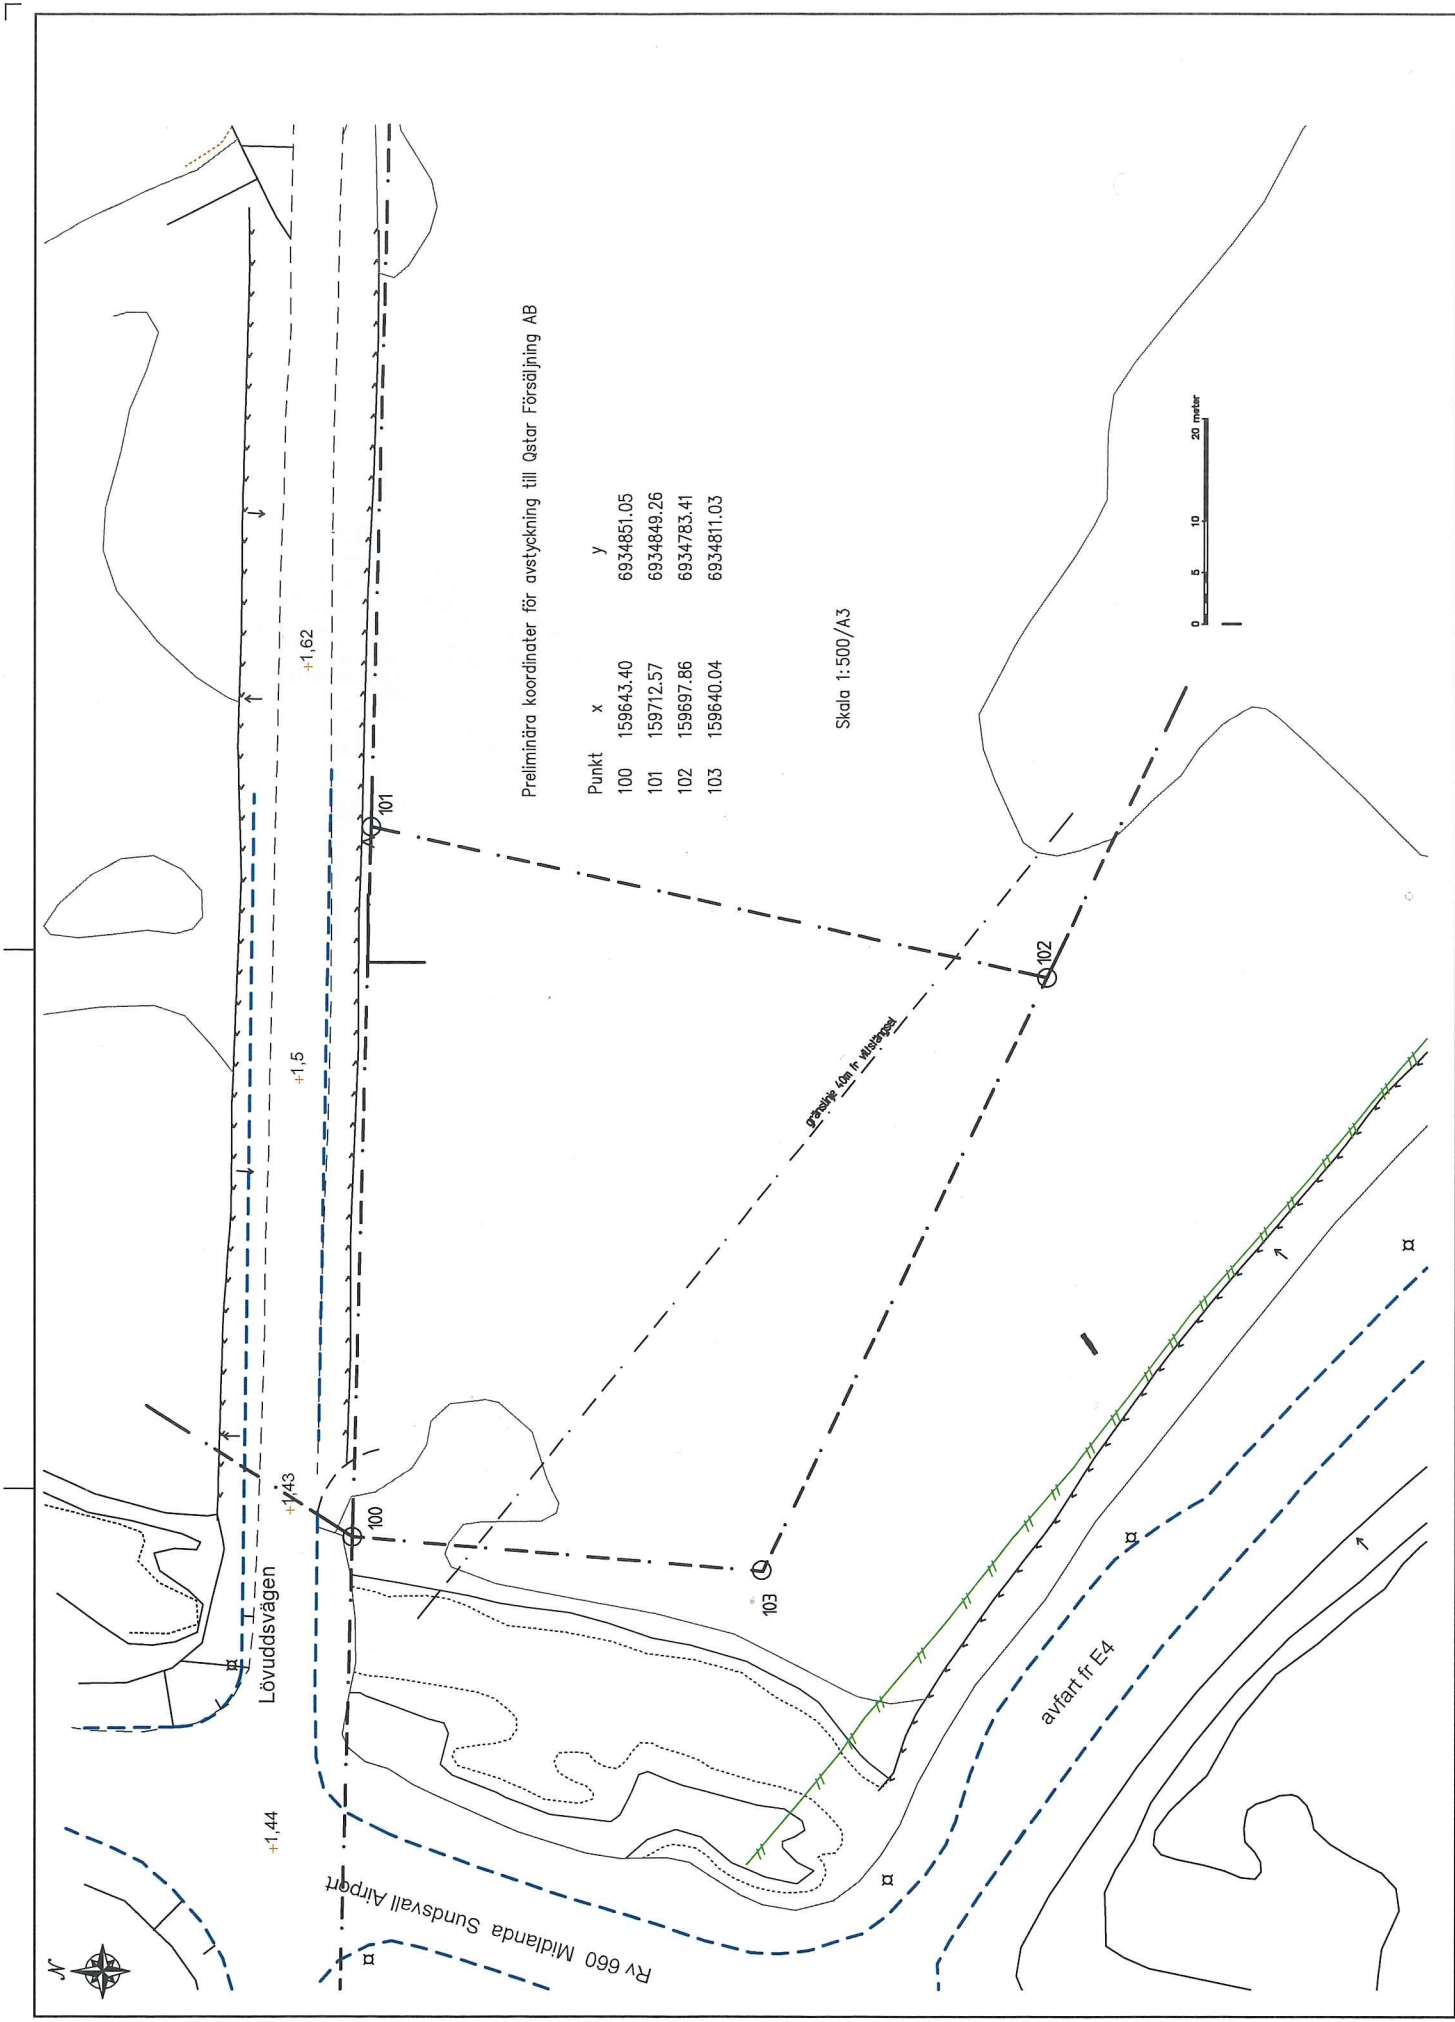 N
Lövuddsvägen
+1,44
+1,43
+1,5
+1,62
Rv 660 Midlanda Sundsvall Airport
avfart fr E4
100
101
102
103
A
gränslinje 40m fr viltstängsel
Preliminära koordinater för avstyckning till Qstar Försäljning AB
Punkt x y
100 159643.40 6934851.05
101 159712.57 6934849.26
102 159697.86 6934783.41
103 159640.04 6934811.03
Skala 1:500/A3
0 5 10 20 meter